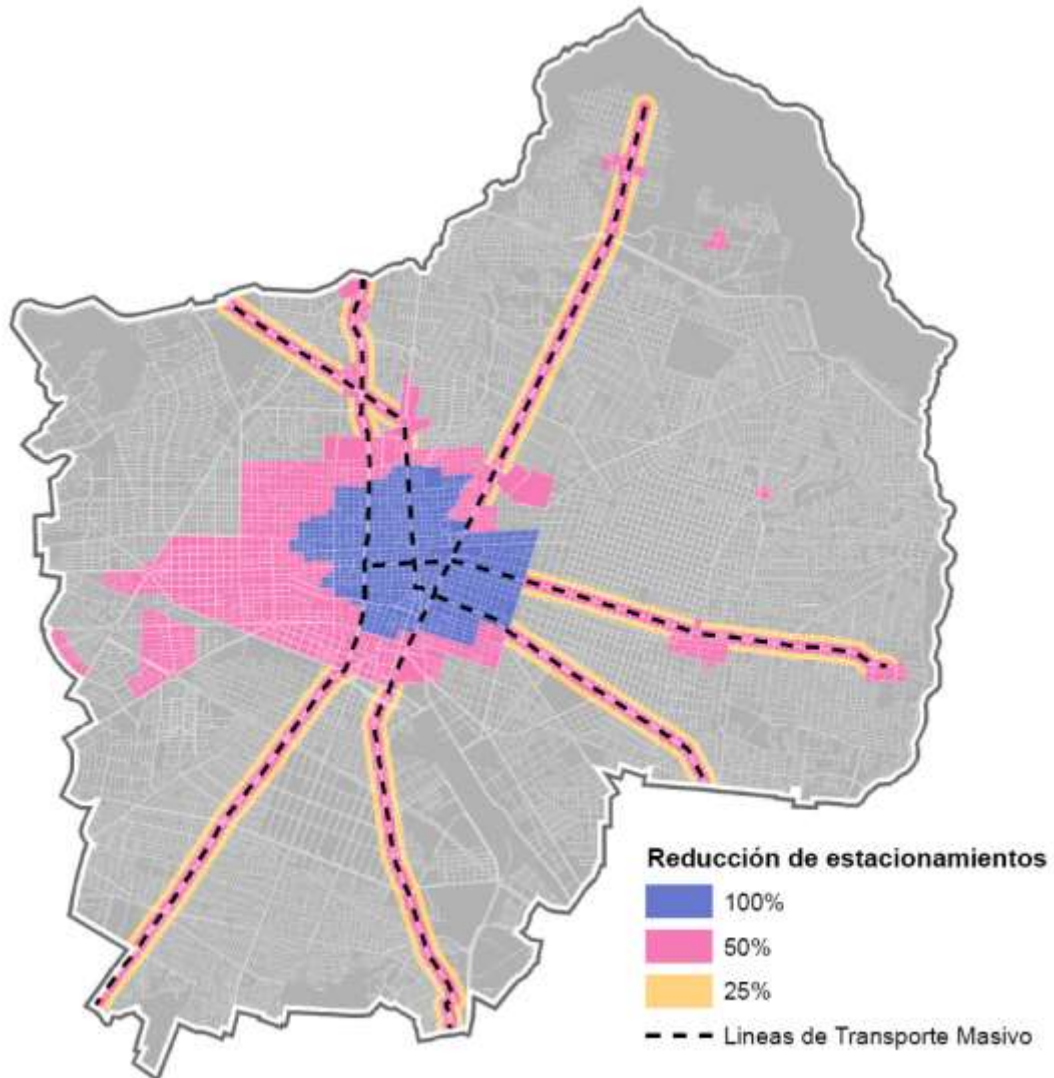 Reducción de estacionamientos
100%
50%
25%
Lineas de Transporte Masivo